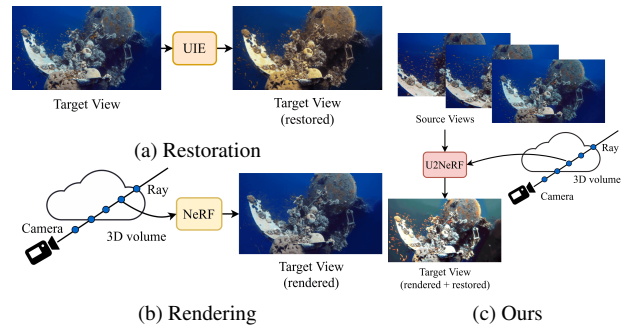 UIE
Target View
Target View
(restored)
(a) Restoration
Ray
Camera
3D volume
NeRF
Target View
(rendered)
(b) Rendering
Source Views
U2NeRF
Ray
3D volume
Camera
Target View
(rendered + restored)
(c) Ours